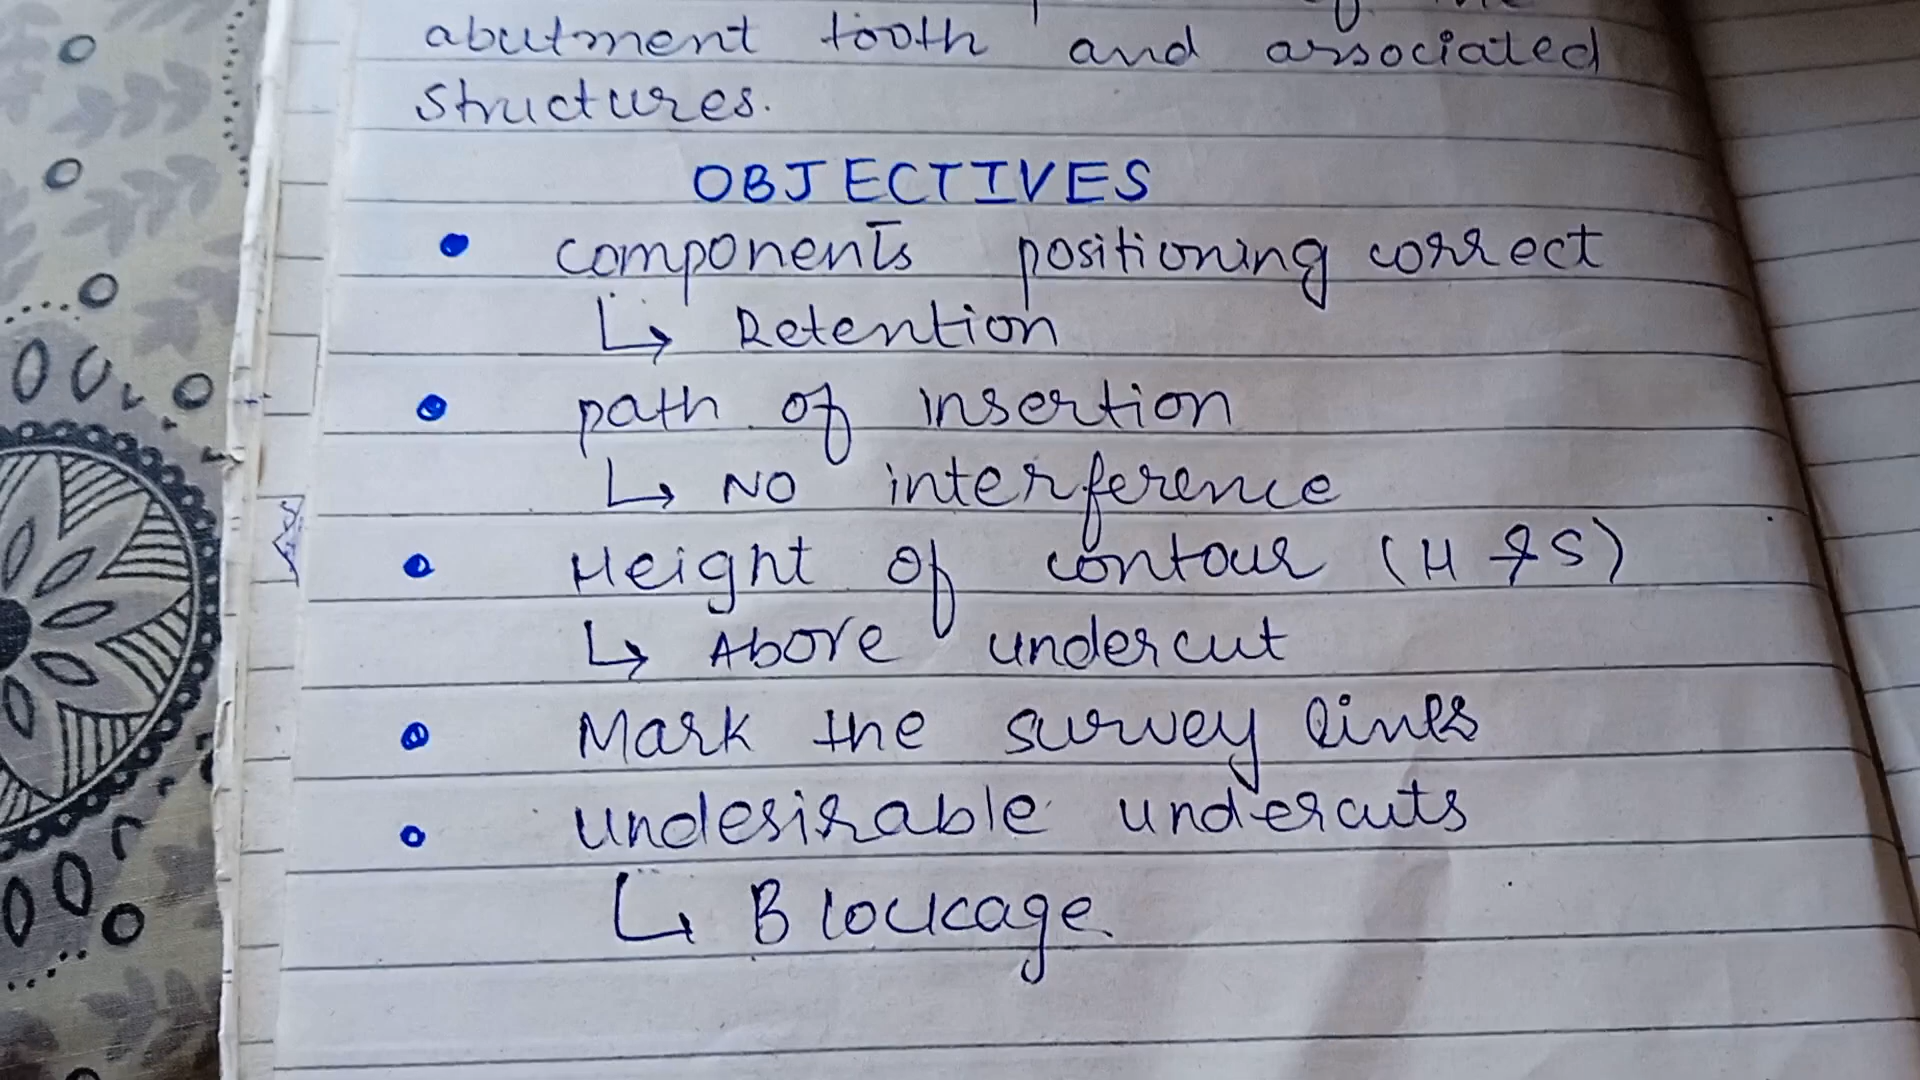 abutment tooth and associated
structures.
OBJECTIVES
• components positioning correct
↳ Retention
• path of insertion
↳ NO interference
• Height of contour (H & S)
↳ Above undercut
• Mark the survey lines
• undesirable undercuts
↳ Blockage